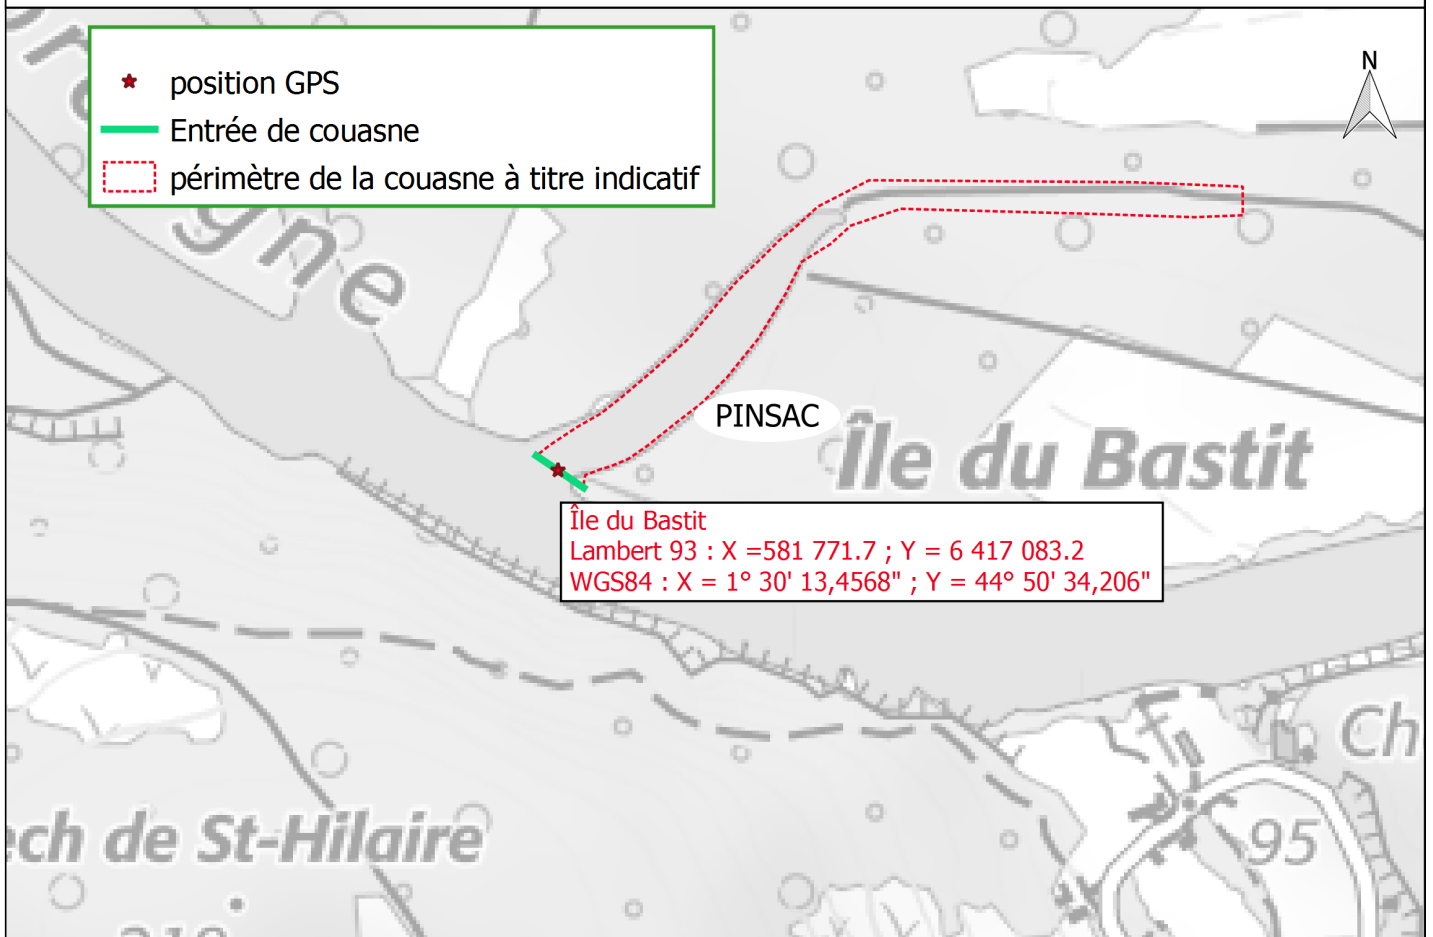 position GPS
Entrée de couasne
périmètre de la couasne à titre indicatif
N
gne
PINSAC
Île du Bastit
Île du Bastit
Lambert 93 : X =581 771.7 ; Y = 6 417 083.2
WGS84 : X = 1° 30' 13,4568" ; Y = 44° 50' 34,206"
Ch
ech de St-Hilaire
95